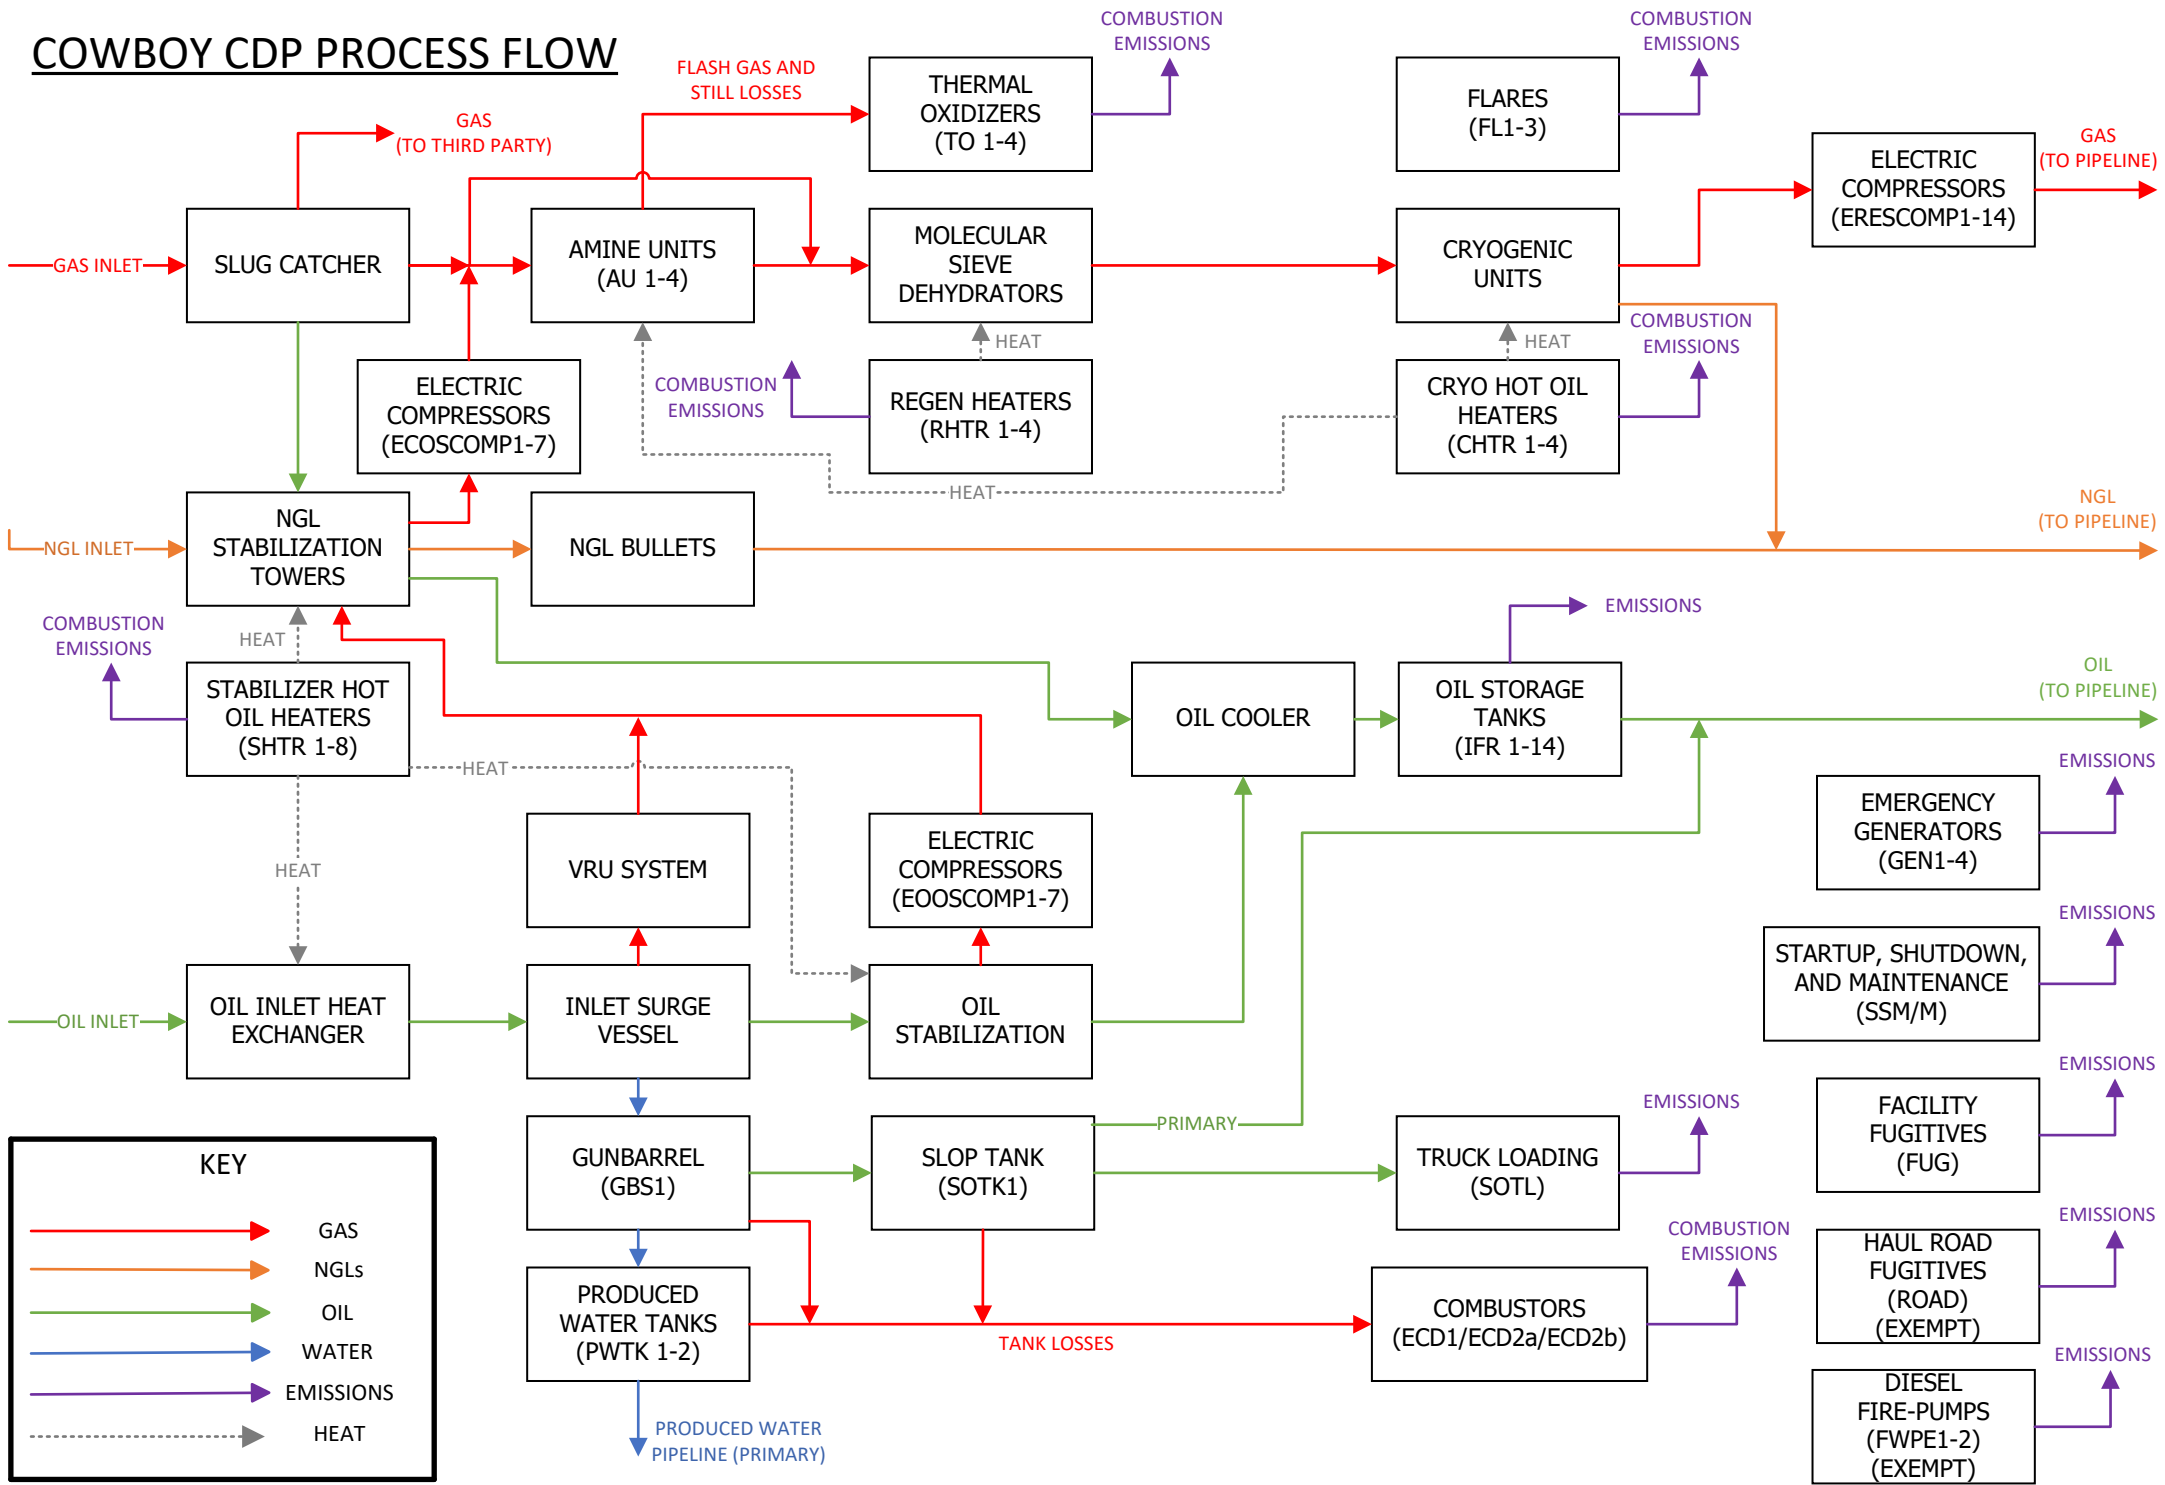 COWBOY CDP PROCESS FLOW
COMBUSTION
EMISSIONS
COMBUSTION
EMISSIONS
FLASH GAS AND
STILL LOSSES
THERMAL
OXIDIZERS
(TO 1-4)
FLARES
(FL1-3)
GAS
(TO THIRD PARTY)
ELECTRIC
COMPRESSORS
(ERESCOMP1-14)
GAS
(TO PIPELINE)
GAS INLET
SLUG CATCHER
AMINE UNITS
(AU 1-4)
MOLECULAR
SIEVE
DEHYDRATORS
CRYOGENIC
UNITS
HEAT
HEAT
COMBUSTION
EMISSIONS
ELECTRIC
COMPRESSORS
(ECOSCOMP1-7)
COMBUSTION
EMISSIONS
REGEN HEATERS
(RHTR 1-4)
CRYO HOT OIL
HEATERS
(CHTR 1-4)
HEAT
NGL INLET
NGL
STABILIZATION
TOWERS
NGL BULLETS
NGL
(TO PIPELINE)
COMBUSTION
EMISSIONS
HEAT
EMISSIONS
STABILIZER HOT
OIL HEATERS
(SHTR 1-8)
OIL COOLER
OIL STORAGE
TANKS
(IFR 1-14)
OIL
(TO PIPELINE)
HEAT
HEAT
VRU SYSTEM
ELECTRIC
COMPRESSORS
(EOOSCOMP1-7)
EMERGENCY
GENERATORS
(GEN1-4)
EMISSIONS
STARTUP, SHUTDOWN,
AND MAINTENANCE
(SSM/M)
EMISSIONS
OIL INLET
OIL INLET HEAT
EXCHANGER
INLET SURGE
VESSEL
OIL
STABILIZATION
FACILITY
FUGITIVES
(FUG)
EMISSIONS
GUNBARREL
(GBS1)
SLOP TANK
(SOTK1)
PRIMARY
TRUCK LOADING
(SOTL)
EMISSIONS
HAUL ROAD
FUGITIVES
(ROAD)
(EXEMPT)
EMISSIONS
PRODUCED
WATER TANKS
(PWTK 1-2)
TANK LOSSES
COMBUSTORS
(ECD1/ECD2a/ECD2b)
COMBUSTION
EMISSIONS
DIESEL
FIRE-PUMPS
(FWPE1-2)
(EXEMPT)
EMISSIONS
PRODUCED WATER
PIPELINE (PRIMARY)
KEY
GAS
NGLs
OIL
WATER
EMISSIONS
HEAT